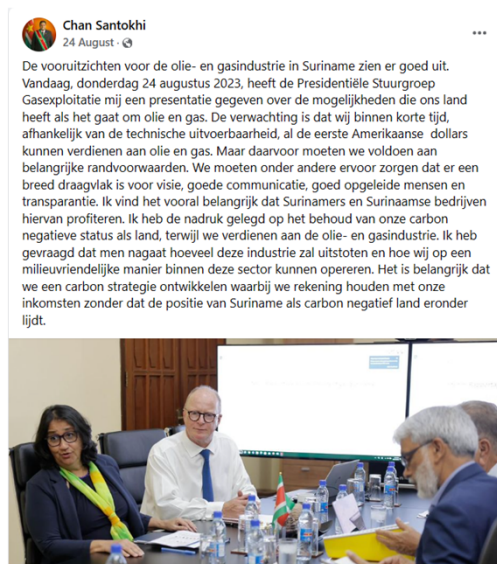 Chan Santokhi
24 August ·
De vooruitzichten voor de olie- en gasindustrie in Suriname zien er goed uit.
Vandaag, donderdag 24 augustus 2023, heeft de Presidentiële Stuurgroep
Gasexploitatie mij een presentatie gegeven over de mogelijkheden die ons land
heeft als het gaat om olie en gas. De verwachting is dat wij binnen korte tijd,
afhankelijk van de technische uitvoerbaarheid, al de eerste Amerikaanse  dollars
kunnen verdienen aan olie en gas. Maar daarvoor moeten we voldoen aan
belangrijke randvoorwaarden. We moeten onder andere ervoor zorgen dat er een
breed draagvlak is voor visie, goede communicatie, goed opgeleide mensen en
transparantie. Ik vind het vooral belangrijk dat Surinamers en Surinaamse bedrijven
hiervan profiteren. Ik heb de nadruk gelegd op het behoud van onze carbon
negatieve status als land, terwijl we verdienen aan de olie- en gasindustrie. Ik heb
gevraagd dat men nagaat hoeveel deze industrie zal uitstoten en hoe wij op een
milieuvriendelijke manier binnen deze sector kunnen opereren. Het is belangrijk dat
we een carbon strategie ontwikkelen waarbij we rekening houden met onze
inkomsten zonder dat de positie van Suriname als carbon negatief land eronder
lijdt.